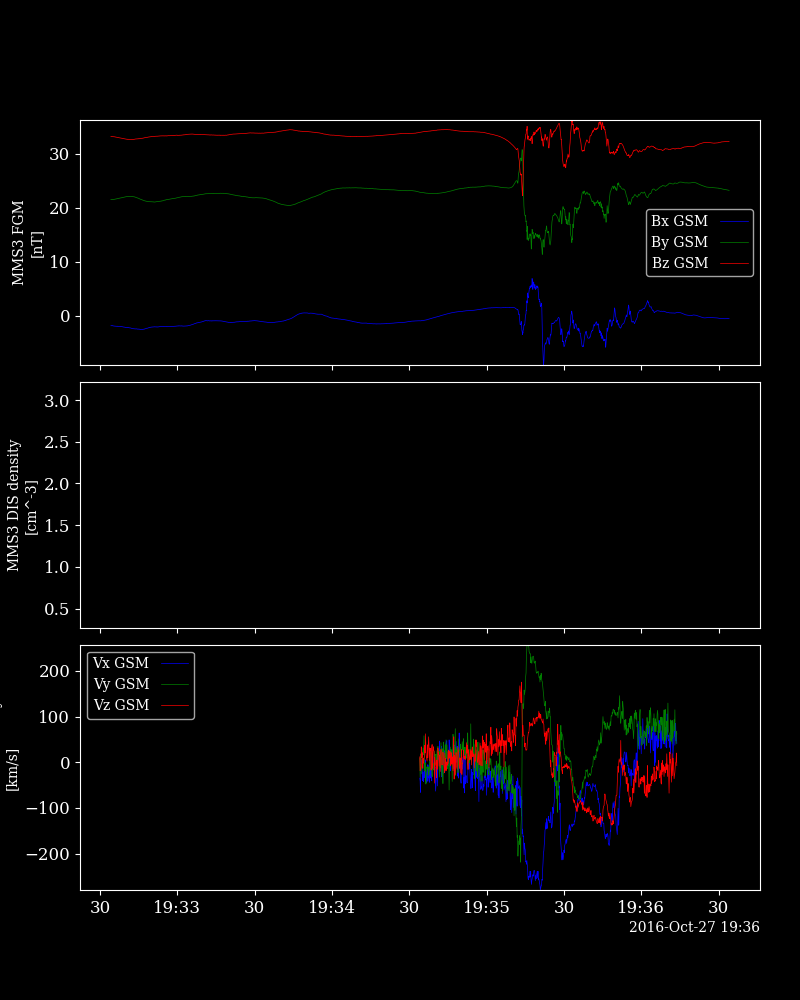 30
20
10
0
MMS3 FGM
[nT]
Bx GSM
By GSM
Bz GSM
3.0
2.5
2.0
1.5
1.0
0.5
MMS3 DIS density
[cm^-3]
Vx GSM
Vy GSM
Vz GSM
200
100
0
−100
−200
[km/s]
30 19:33 30 19:34 30 19:35 30 19:36 30
2016-Oct-27 19:36